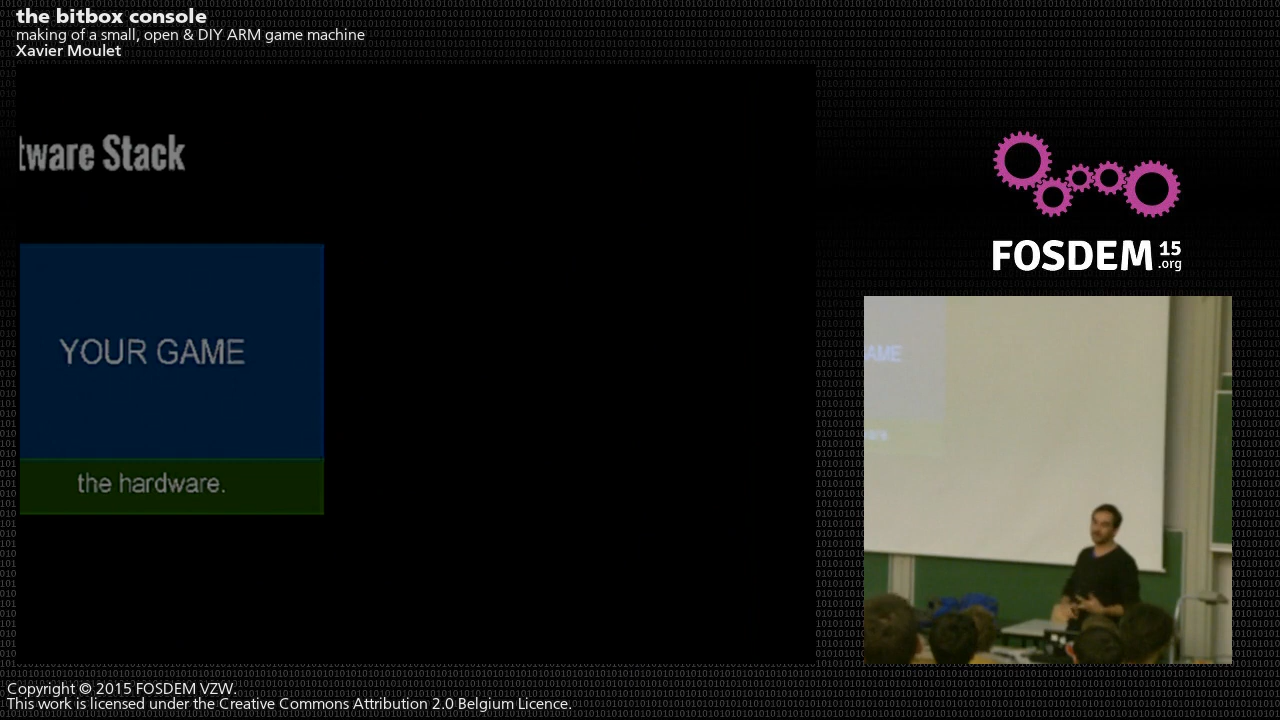 the bitbox console
making of a small, open & DIY ARM game machine
Xavier Moulet
tware Stack
YOUR GAME
the hardware.
FOSDEM 15
.org
AME
Copyright © 2015 FOSDEM VZW.
This work is licensed under the Creative Commons Attribution 2.0 Belgium Licence.